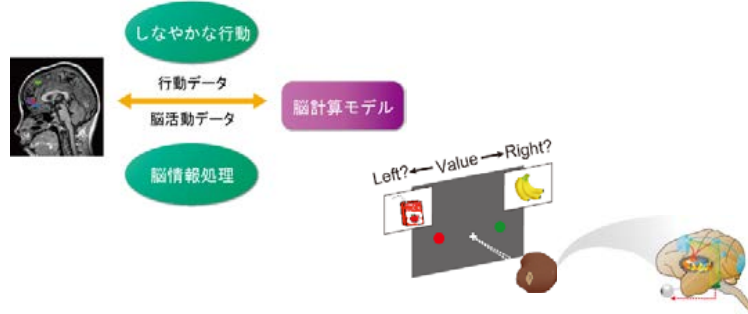 しなやかな行動
行動データ
脳活動データ
脳計算モデル
脳情報処理
Left? Value Right?